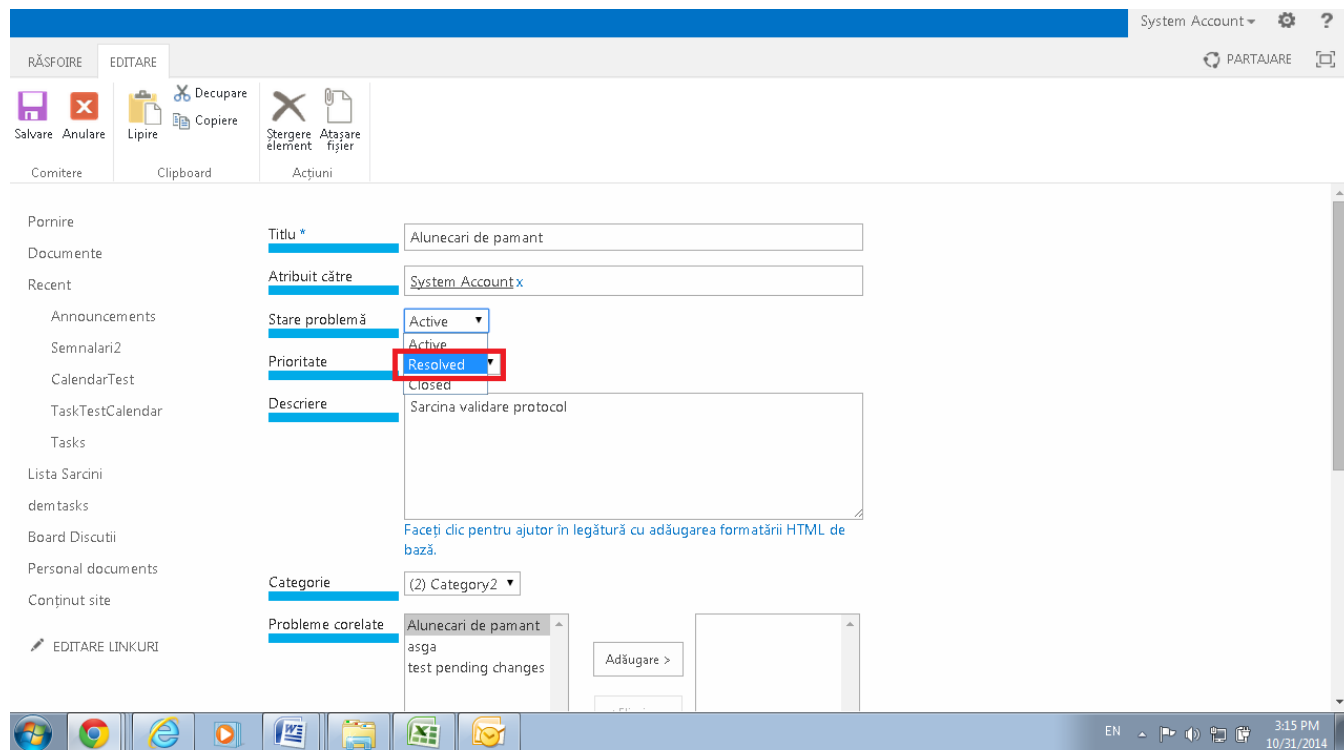 System Account ?
RĂSFOIRE EDITARE PARTAJARE
Salvare Anulare
Lipire
Decupare
Copiere
Ștergere element
Atașare fișier
Comitere Clipboard Acțiuni
Pornire
Documente
Recent
Announcements
Semnalari2
CalendarTest
TaskTestCalendar
Tasks
Lista Sarcini
demtasks
Board Discutii
Personal documents
Conținut site
EDITARE LINKURI
Titlu * Alunecari de pamant
Atribuit către System Account x
Stare problemă Active
Active
Resolved
Closed
Prioritate
Descriere Sarcina validare protocol
Faceți clic pentru ajutor în legătură cu adăugarea formatării HTML de
bază.
Categorie (2) Category2
Probleme corelate Alunecari de pamant
asga
test pending changes
Adăugare >
EN 3:15 PM
10/31/2014